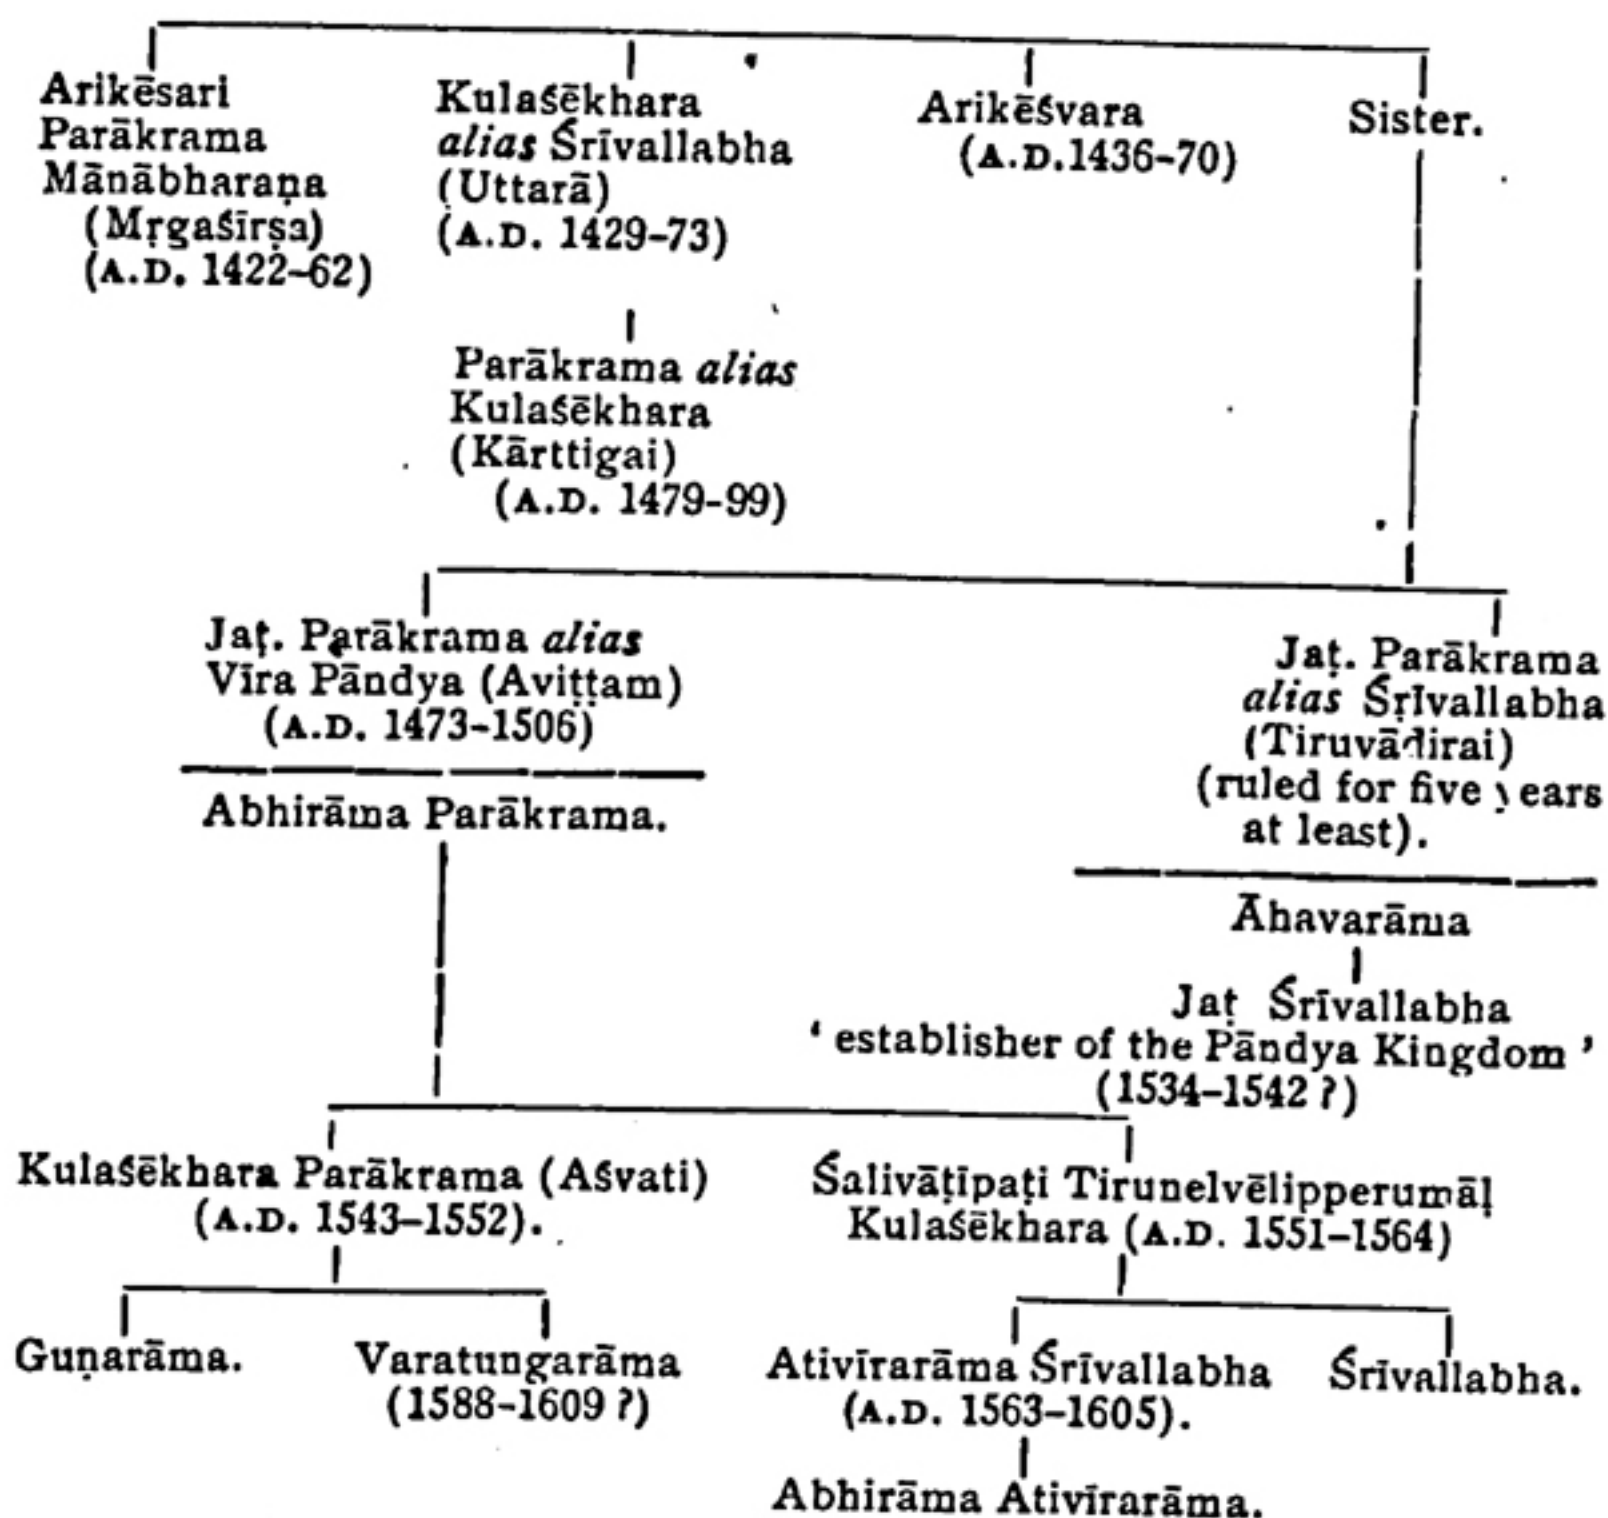 Arikēsari
Parākrama
Mānābharaṇa
(Mṛgaśīrṣa)
(A.D. 1422–62)
Kulaśēkhara
alias Śrīvallabha
(Uttarā)
(A.D. 1429–73)
Arikēśvara
(A.D.1436–70)
Sister.
Parākrama alias
Kulaśēkhara
(Kārttigai)
(A.D. 1479–99)
Jaṭ. Parākrama alias
Vīra Pāndya (Aviṭṭam)
(A.D. 1473–1506)
Abhirāma Parākrama.
Jaṭ. Parākrama
alias Śrīvallabha
(Tiruvādirai)
(ruled for five years
at least).
Āhavarāma
Jaṭ Śrīvallabha
‘ establisher of the Pāndya Kingdom ’
(1534–1542 ?)
Kulaśēkhara Parākrama (Aśvati)
(A.D. 1543–1552).
Śalivāṭīpaṭi Tirunelvēlipperumāḷ
Kulaśēkhara (A.D. 1551–1564)
Guṇarāma.
Varatungarāma
(1588–1609 ?)
Ativīrarāma Śrīvallabha
(A.D. 1563–1605).
Śrīvallabha.
Abhirāma Ativīrarāma.